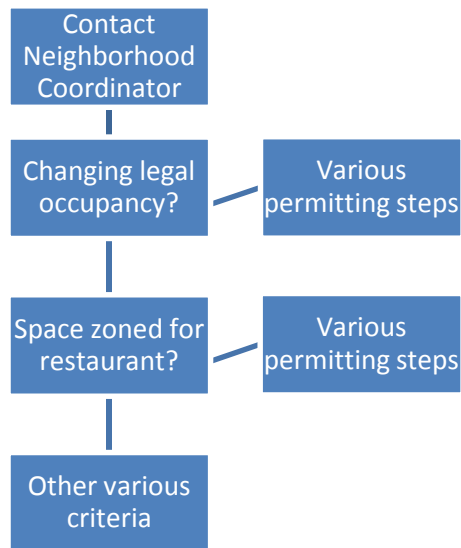 Contact
Neighborhood
Coordinator
Changing legal
occupancy?
Various
permitting steps
Space zoned for
restaurant?
Various
permitting steps
Other various
criteria